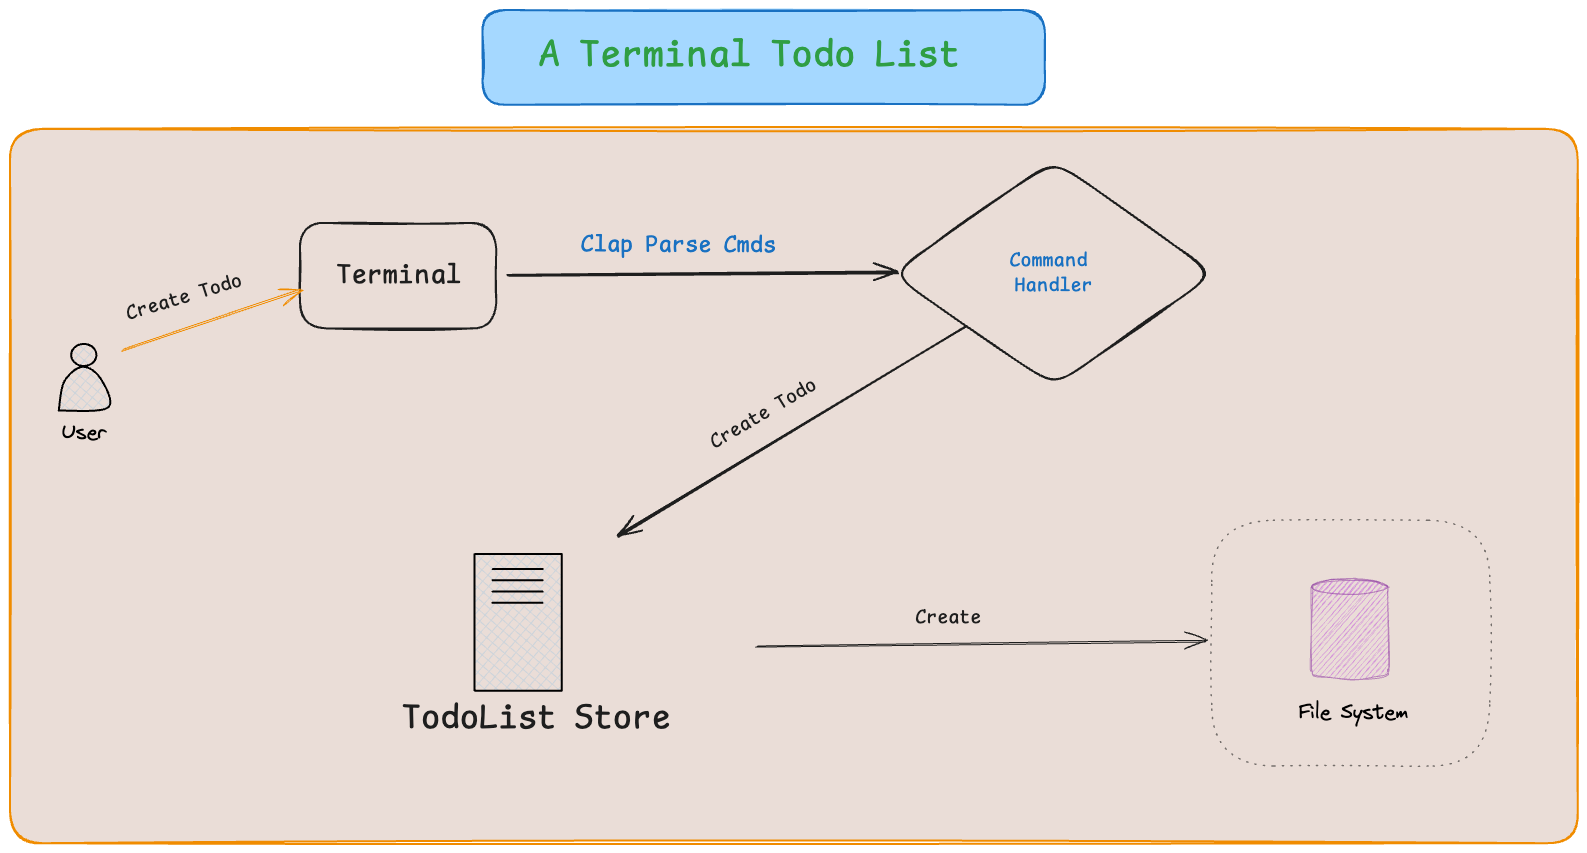 A Terminal Todo List
Clap Parse Cmds
Command
Handler
Terminal
Create Todo
User
Create Todo
Create
TodoList Store
File System